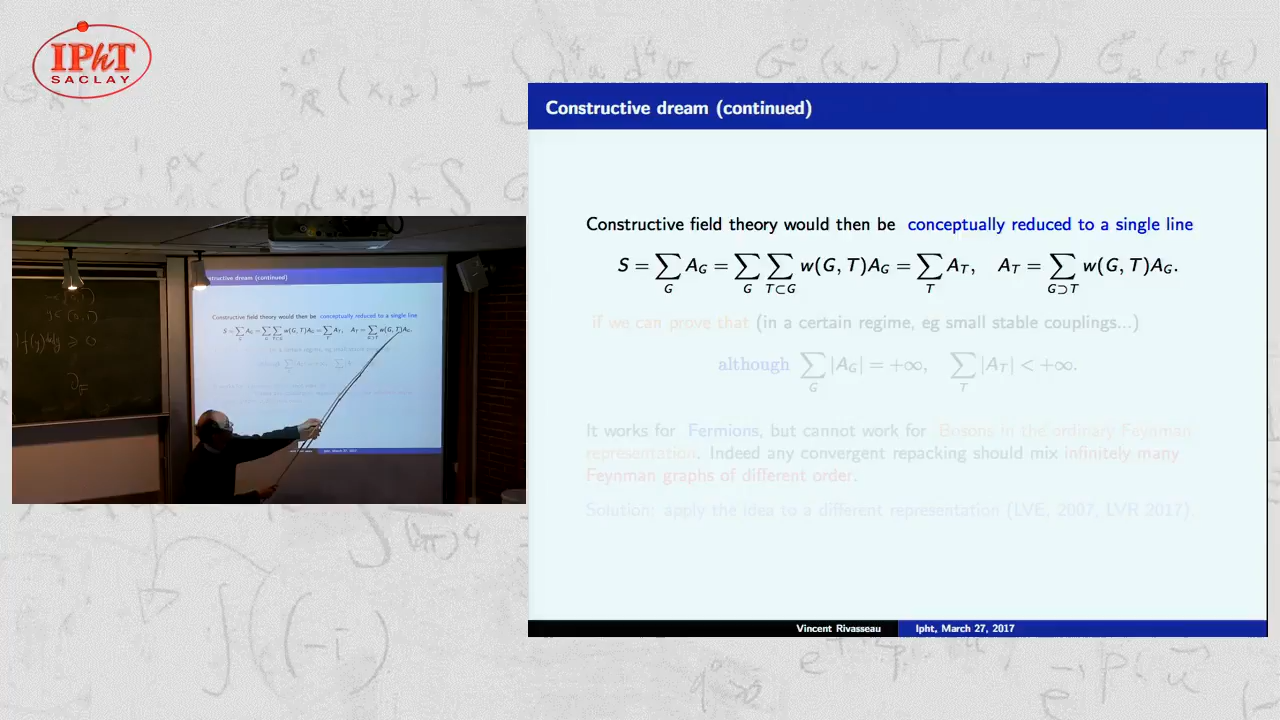 IPhT
SACLAY
Constructive dream (continued)
Constructive field theory would then be conceptually reduced to a single line
S = ∑_G A_G = ∑_G ∑_{T⊂G} w(G, T)A_G = ∑_T A_T, A_T = ∑_{G⊃T} w(G, T)A_G.
if we can prove that (in a certain regime, eg small stable couplings...)
although ∑_G |A_G| = +∞, ∑_T |A_T| < +∞.
It works for Fermions, but cannot work for Bosons in the ordinary Feynman
representation. Indeed any convergent repacking should mix infinitely many
Feynman graphs of different order.
Solution: apply the idea to a different representation (LVE, 2007, LVR 2017).
Vincent Rivasseau Ipht, March 27, 2017